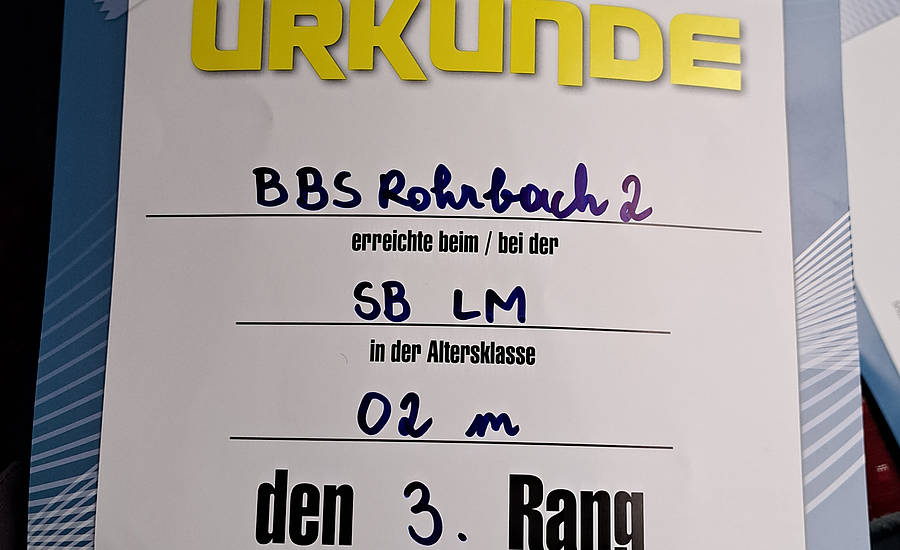 URKUNDE
BBS Rohrbach 2
erreichte beim / bei der
SB LM
in der Altersklasse
02 m
den 3. Rang